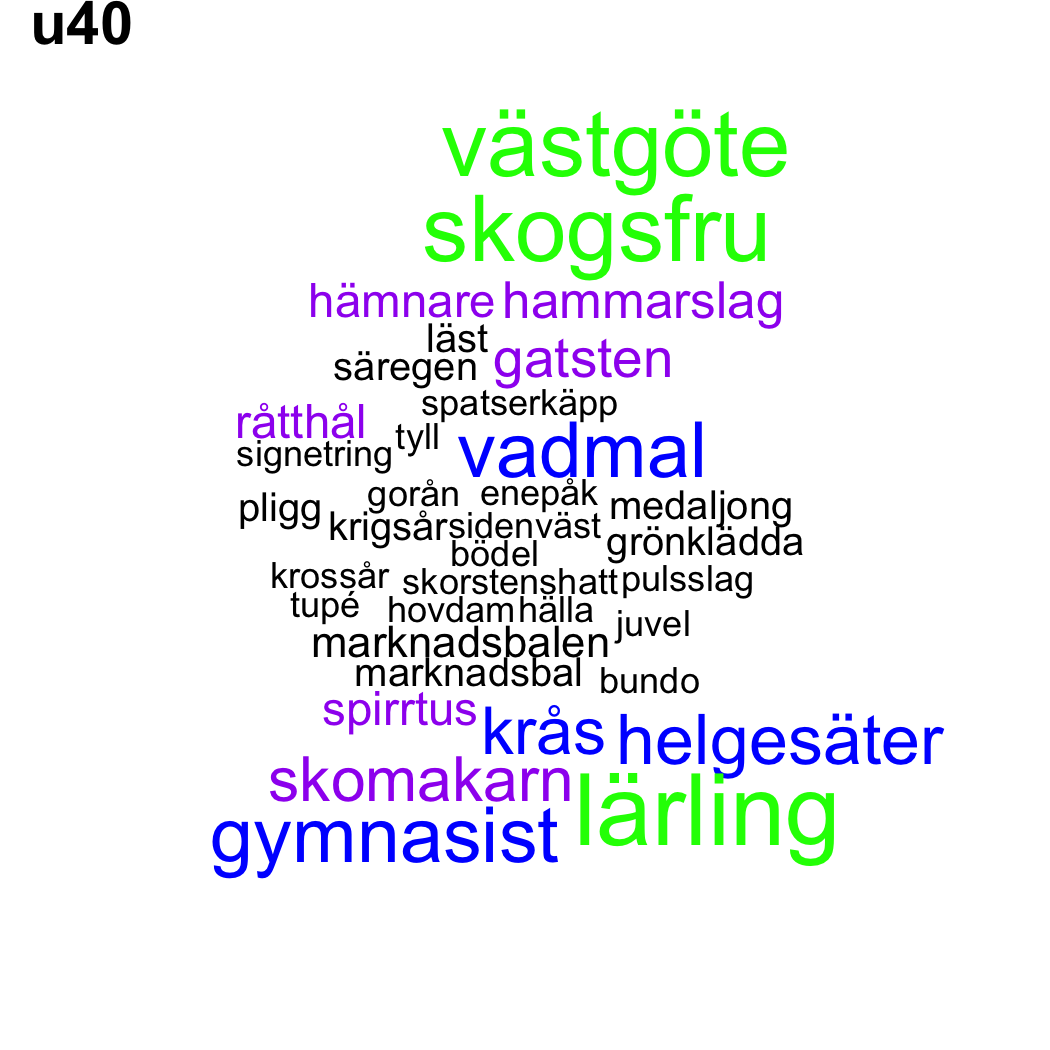 u40
västgöte
skogsfru
hämnare hammarslag
läst
säregen gatsten
spatserkäpp
råtthål tyll vadmal
signetring
gorån enepåk
pligg medaljong
krigsår sidenväst
grönklädda
bödel
krossår skorstenshatt pulsslag
tupé hovdam hälla
juvel
marknadsbalen
marknadsbal bundo
spirrtus
krås helgesäter
skomakarn
lärling
gymnasist